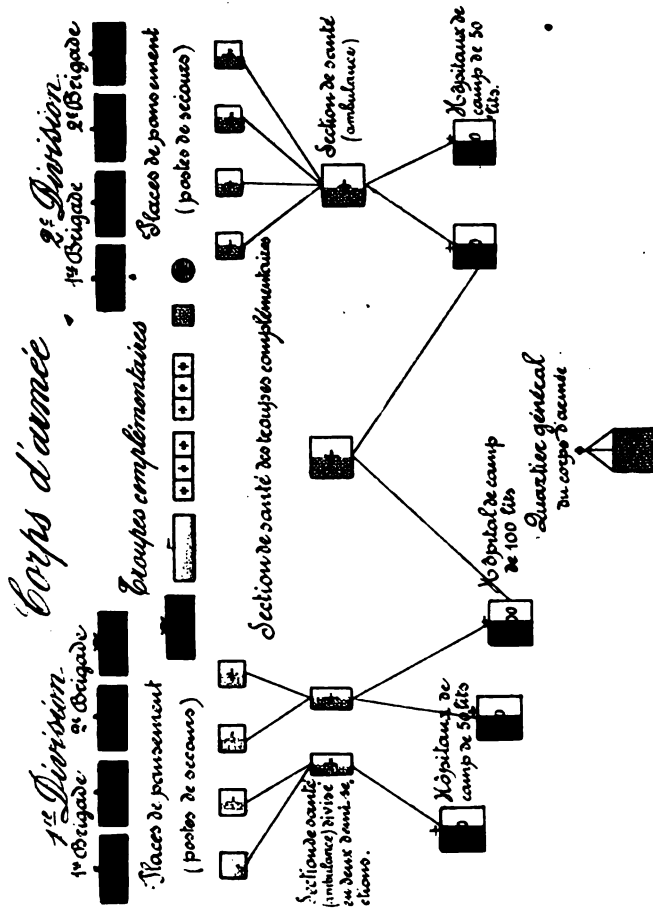 Corps d'armée
1re Division
1re Brigade
2e Brigade
2e Division
1re Brigade
2e Brigade
Troupes complémentaires
Places de pansement
(postes de secours)
Places de pansement
(postes de secours)
Section de santé des troupes complémentaires
Section de santé
(ambulance) divisé
en deux demi-se
ctions.
Section de santé
(ambulance)
Hôpitaux de
camp de 50 lits
Hôpital de camp
de 100 lits
Hôpitaux de
camp de 50
lits.
Quartier général
du corps d'armée